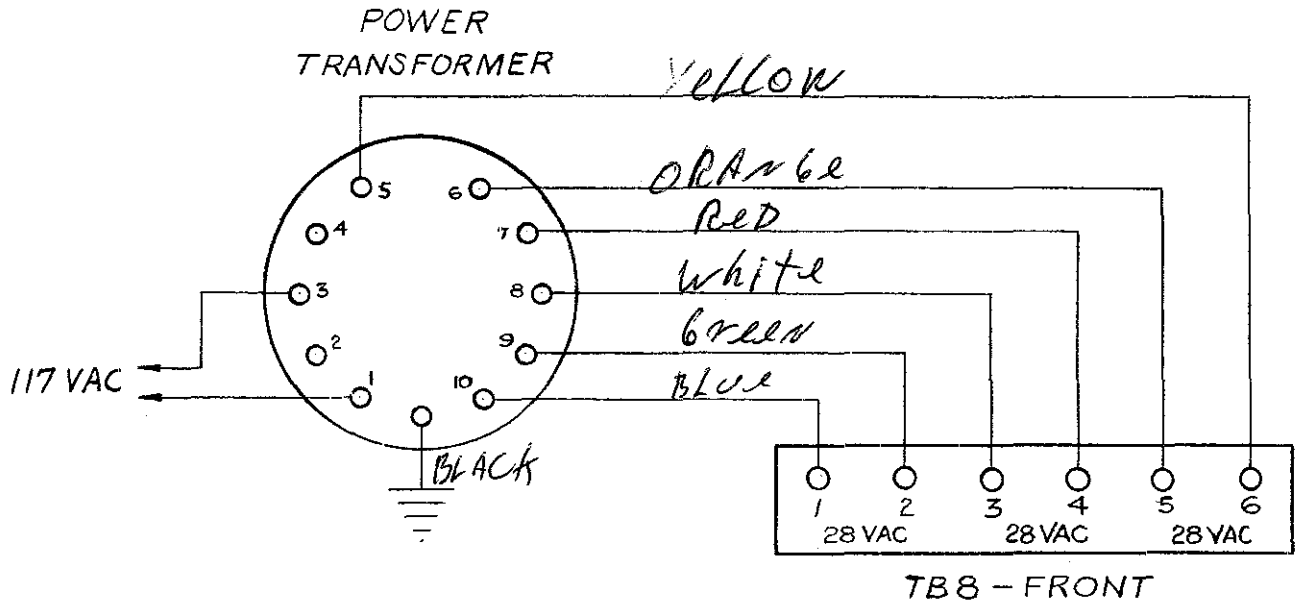 POWER
TRANSFORMER
Yellow
ORANGe
ReD
White
Green
BLUe
BLACK
5
6
4
7
3
8
2
9
1
10
117 VAC
1 2 3 4 5 6
28 VAC 28 VAC 28 VAC
TB8 - FRONT